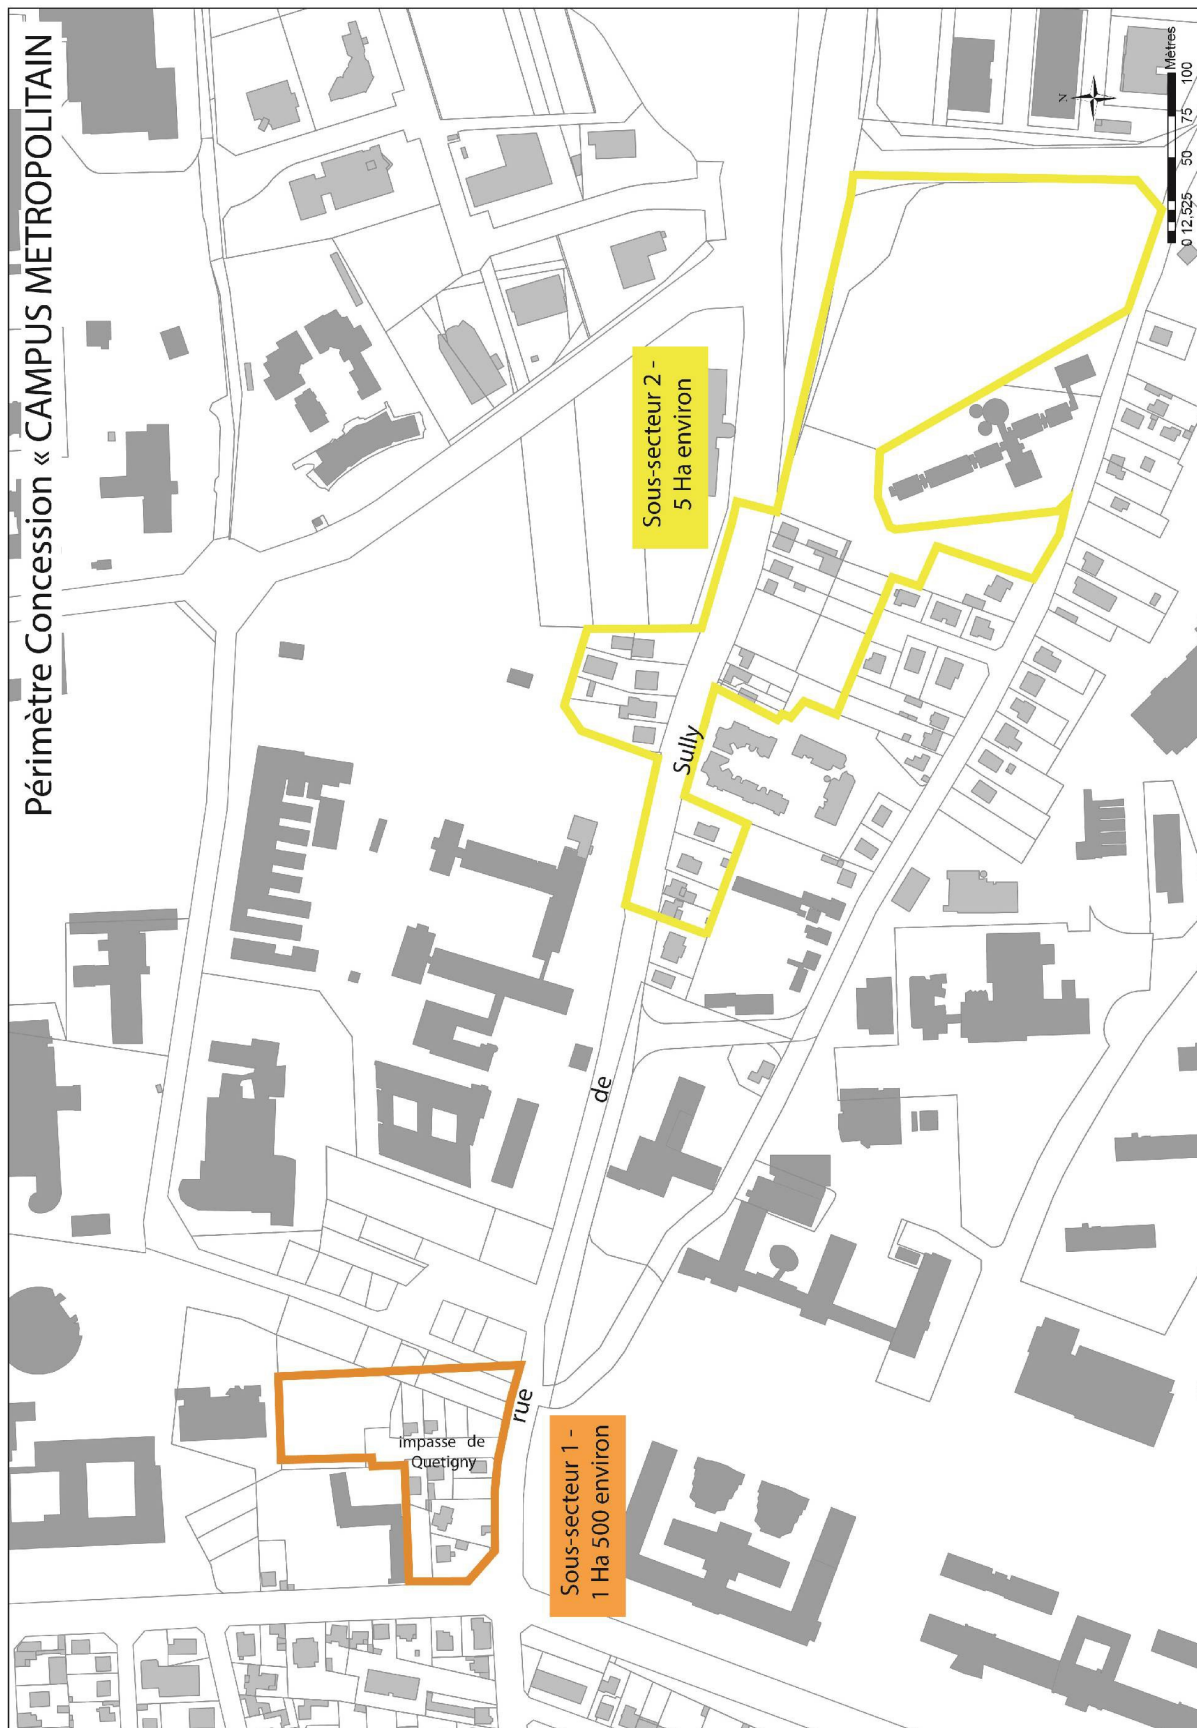 Périmètre Concession « CAMPUS METROPOLITAIN
Sous-secteur 1 -
1 Ha 500 environ
impasse de
Quetigny
rue
de
Sully
Sous-secteur 2 -
5 Ha environ
N
0 12,525 50 75 100
Mètres